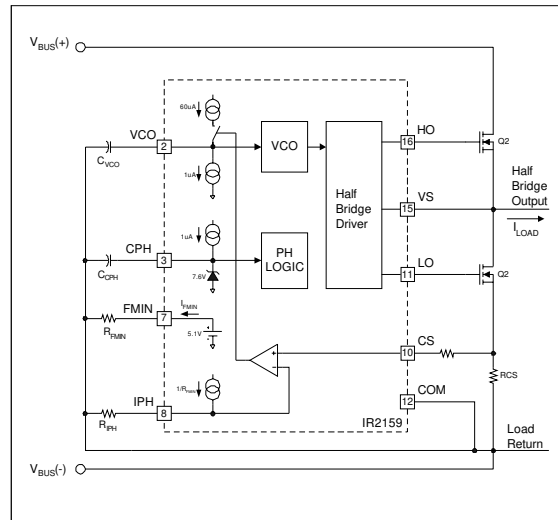 V BUS(+)
60uA
VCO
2
CVCO
1uA
VCO
HO
16
Q2
Half
Bridge
Driver
VS
15
Half
Bridge
Output
ILOAD
CPH
3
CCPH
1uA
7.6V
PH
LOGIC
LO
11
Q2
FMIN
7
IFMIN
RFMIN
5.1V
+
-
CS
10
RCS
IPH
8
RIPH
1/RFMIN
COM
12
IR2159
Load
Return
V BUS(-)